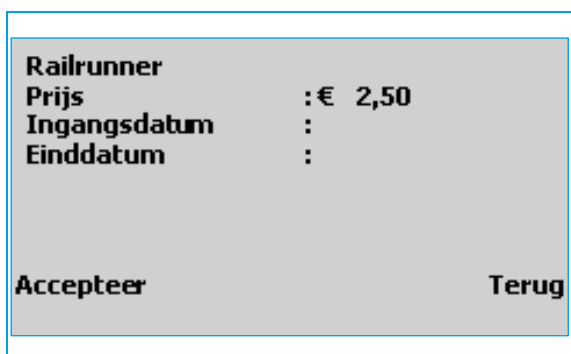 Railrunner
Prijs :€ 2,50
Ingangsdatum :
Einddatum :
Accepteer Terug